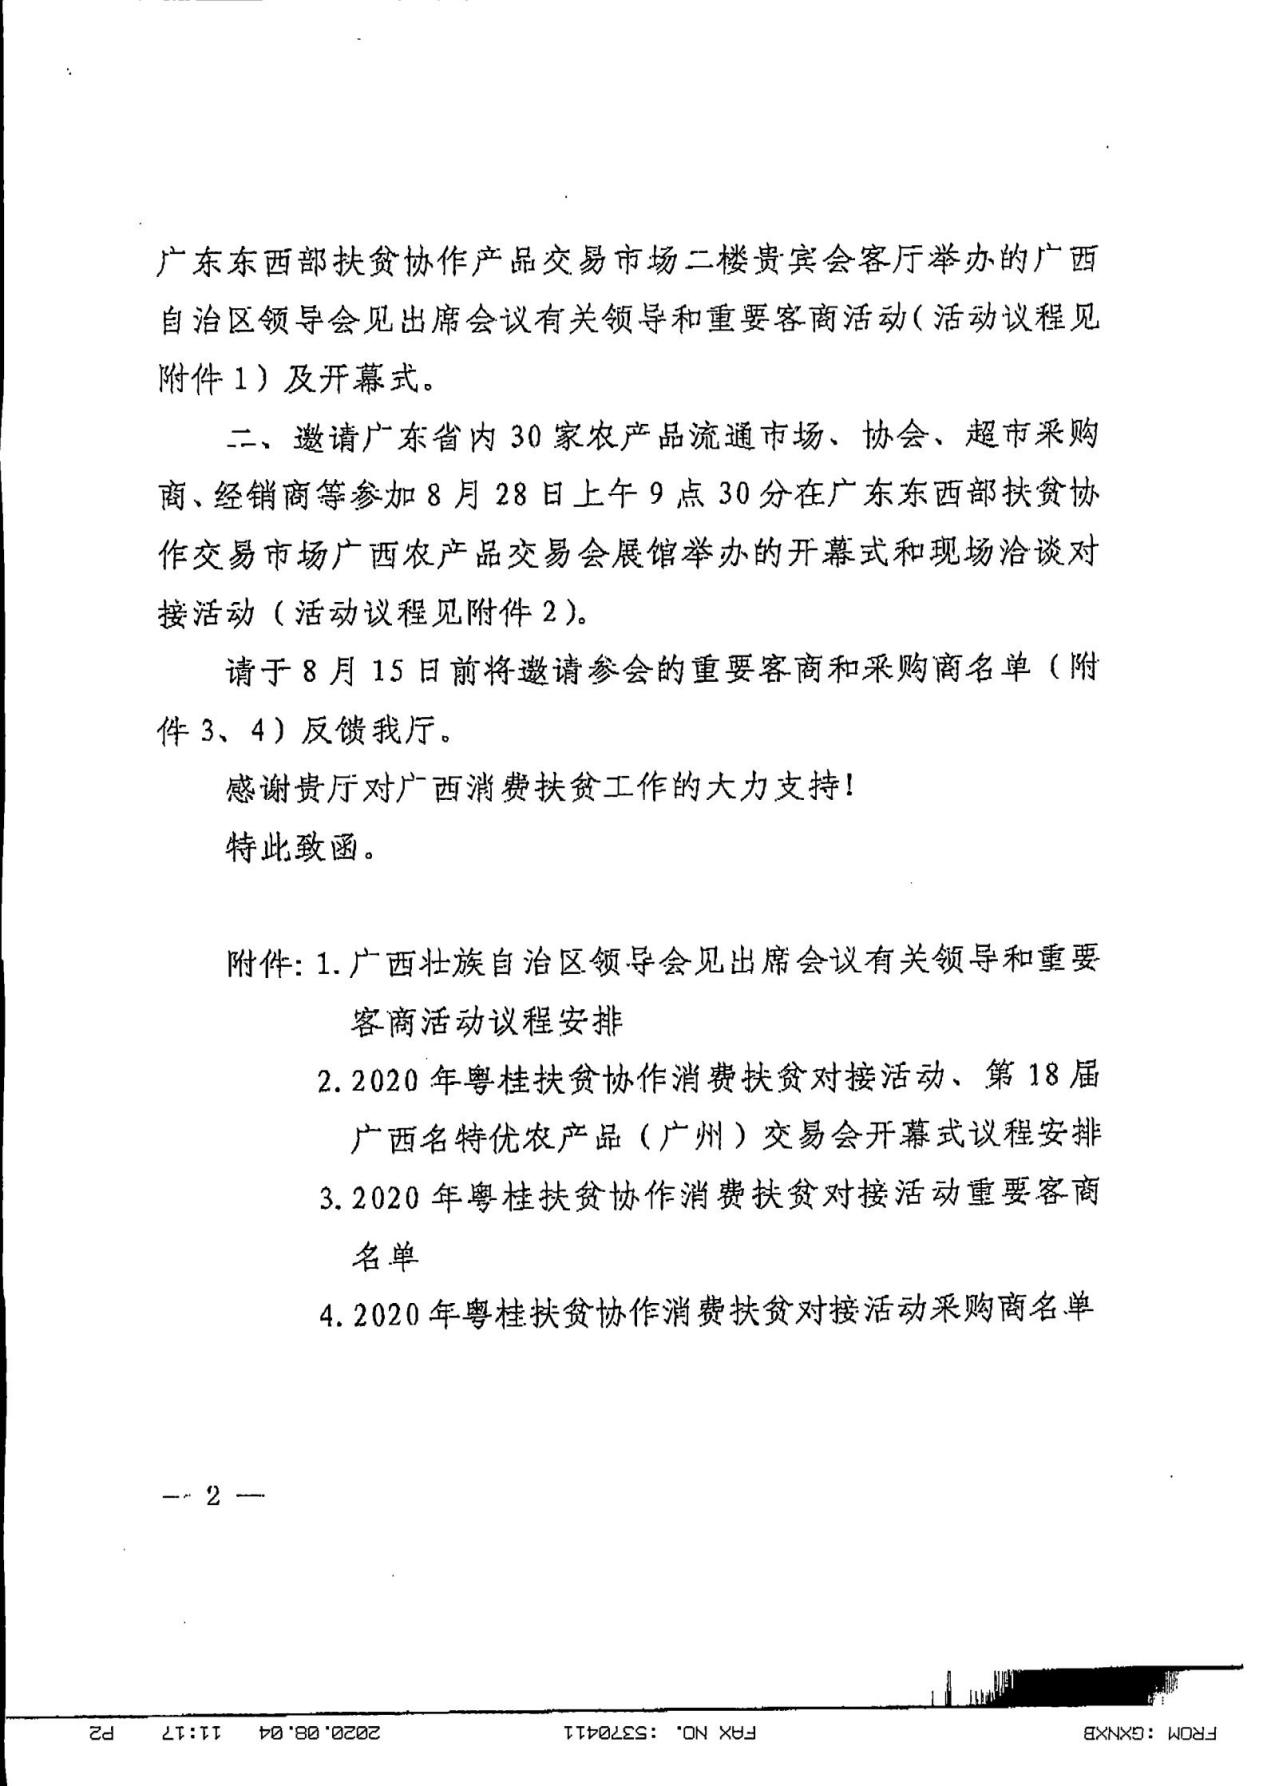 广东东西部扶贫协作产品交易市场二楼贵宾会客厅举办的广西
自治区领导会见出席会议有关领导和重要客商活动(活动议程见
附件1)及开幕式。
二、邀请广东省内30家农产品流通市场、协会、超市采购
商、经销商等参加8月28日上午9点30分在广东东西部扶贫协
作交易市场广西农产品交易会展馆举办的开幕式和现场洽谈对
接活动(活动议程见附件2)。
请于8月15日前将邀请参会的重要客商和采购商名单(附
件3、4)反馈我厅。
感谢贵厅对广西消费扶贫工作的大力支持!
特此致函。
附件:1.广西壮族自治区领导会见出席会议有关领导和重要
客商活动议程安排
2.2020年粤桂扶贫协作消费扶贫对接活动、第18届
广西名特优农产品(广州)交易会开幕式议程安排
3.2020年粤桂扶贫协作消费扶贫对接活动重要客商
名单
4.2020年粤桂扶贫协作消费扶贫对接活动采购商名单
— 2 —
FROM :GXNXB FAX NO. :5370411 2020.08.04 11:17 P2